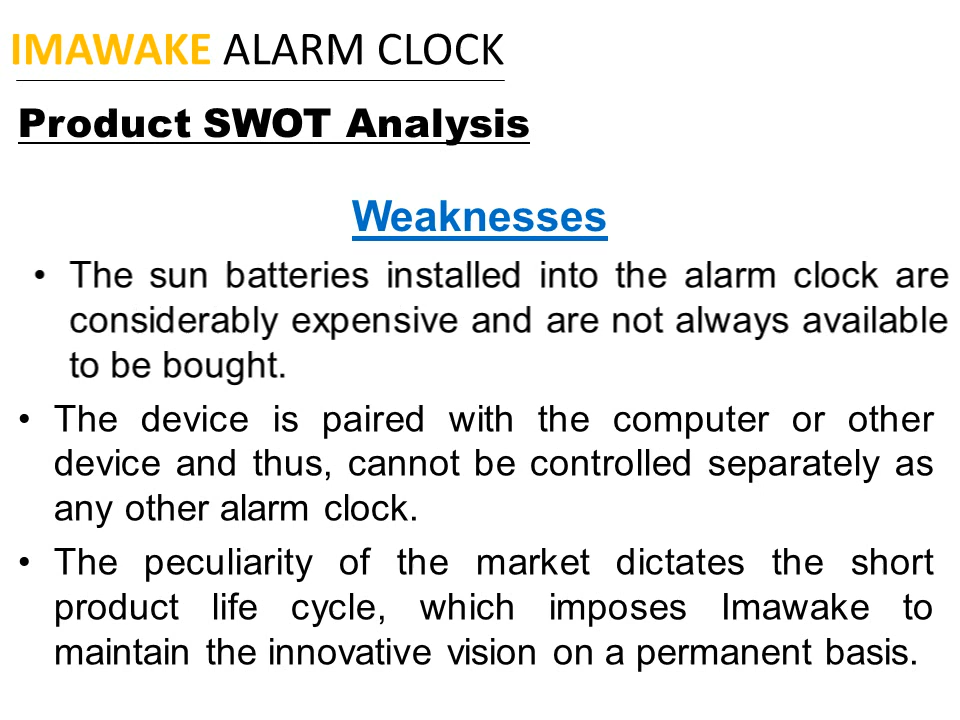 IMAWAKE ALARM CLOCK
Product SWOT Analysis
Weaknesses
• The sun batteries installed into the alarm clock are
considerably expensive and are not always available
to be bought.
• The device is paired with the computer or other
device and thus, cannot be controlled separately as
any other alarm clock.
• The peculiarity of the market dictates the short
product life cycle, which imposes Imawake to
maintain the innovative vision on a permanent basis.